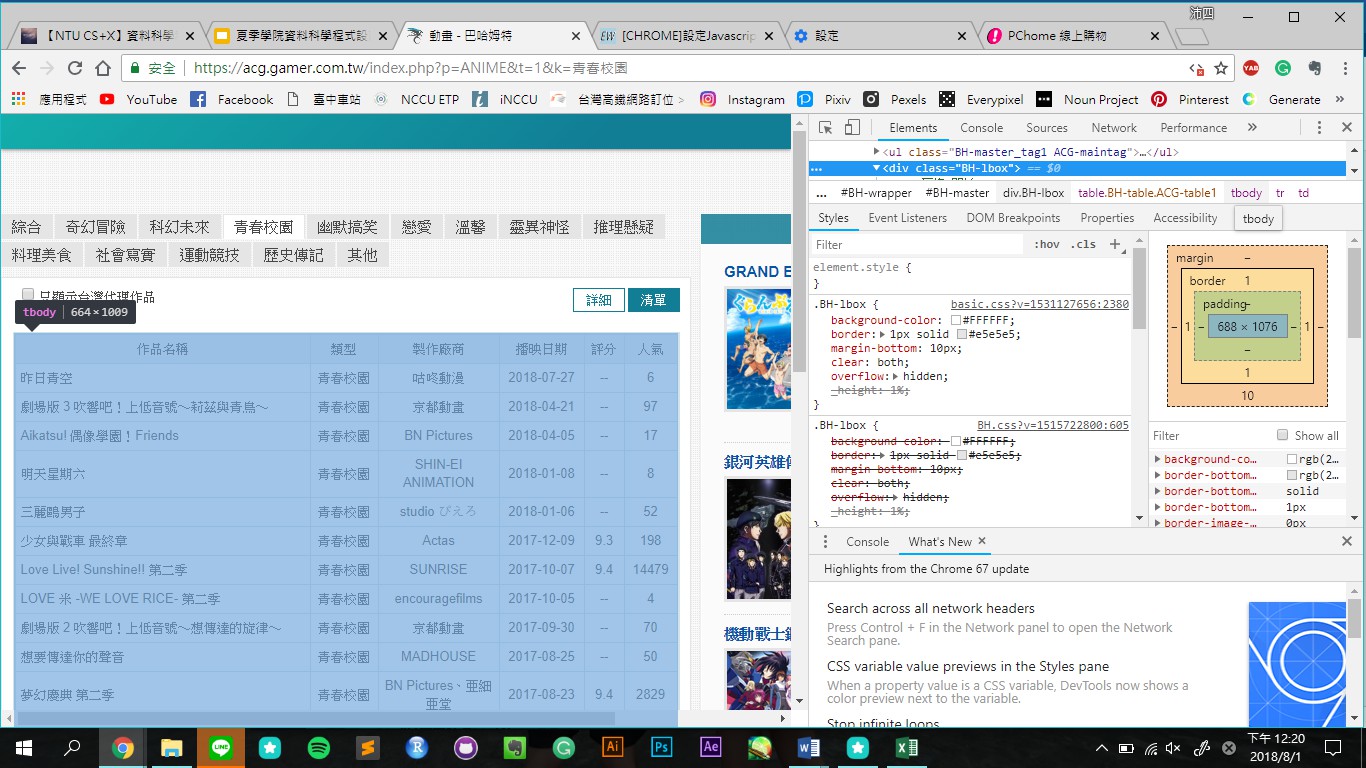 沛四
【NTU CS+X】資料科學
夏季學院資料科學程式設
動畫 - 巴哈姆特
[CHROME]設定Javascrip
設定
PChome 線上購物
安全 https://acg.gamer.com.tw/index.php?p=ANIME&t=1&k=青春校園
應用程式 YouTube Facebook 臺中車站 NCCU ETP iNCCU 台灣高鐵網路訂位 > Instagram Pixiv Pexels Everypixel Noun Project Pinterest Generate »
綜合 奇幻冒險 科幻未來 青春校園 幽默搞笑 戀愛 溫馨 靈異神怪 推理懸疑
料理美食 社會寫實 運動競技 歷史傳記 其他
只顯示台灣代理作品 詳細 清單
tbody 664×1009
作品名稱 類型 製作廠商 播映日期 評分 人氣
昨日青空 青春校園 咕咚動漫 2018-07-27 -- 6
劇場版 3 吹響吧！上低音號～莉茲與青鳥～ 青春校園 京都動畫 2018-04-21 -- 97
Aikatsu! 偶像學園！Friends 青春校園 BN Pictures 2018-04-05 -- 17
明天星期六 青春校園 SHIN-EI ANIMATION 2018-01-08 -- 8
三麗鷗男子 青春校園 studio ぴえろ 2018-01-06 -- 52
少女與戰車 最終章 青春校園 Actas 2017-12-09 9.3 198
Love Live! Sunshine!! 第二季 青春校園 SUNRISE 2017-10-07 9.4 14479
LOVE 米 -WE LOVE RICE- 第二季 青春校園 encouragefilms 2017-10-05 -- 4
劇場版 2 吹響吧！上低音號～想傳達的旋律～ 青春校園 京都動畫 2017-09-30 -- 70
想要傳達你的聲音 青春校園 MADHOUSE 2017-08-25 -- 50
夢幻慶典 第二季 青春校園 BN Pictures、亜細亜堂 2017-08-23 9.4 2829
GRAND B
銀河英雄傳
機動戰士鋼
Elements Console Sources Network Performance »
<ul class="BH-master_tag1 ACG-maintag">…</ul>
<div class="BH-lbox"> == $0
... #BH-wrapper #BH-master div.BH-lbox table.BH-table.ACG-table1 tbody tr td
Styles Event Listeners DOM Breakpoints Properties Accessibility
tbody
Filter :hov .cls +
element.style {
}
.BH-lbox { basic.css?v=1531127656:2380
background-color: #FFFFFF;
border: 1px solid #e5e5e5;
margin-bottom: 10px;
clear: both;
overflow: hidden;
_height: 1%;
}
.BH-lbox { BH.css?v=1515722800:605
background-color: #FFFFFF;
border: 1px solid #e5e5e5;
margin-bottom: 10px;
clear: both;
overflow: hidden;
_height: 1%;
margin –
border 1
padding –
– 1 – 688 × 1076 – 1 –
–
1
10
Filter Show all
background-co… rgb(2…
border-bottom… rgb(2…
border-bottom… solid
border-bottom… 1px
border-image-… 0px
Console What's New ×
Highlights from the Chrome 67 update
Search across all network headers
Press Control + F in the Network panel to open the Network
Search pane.
CSS variable value previews in the Styles pane
When a property value is a CSS variable, DevTools now shows a
color preview next to the variable.
Stop infinite loops
下午 12:20
2018/8/1